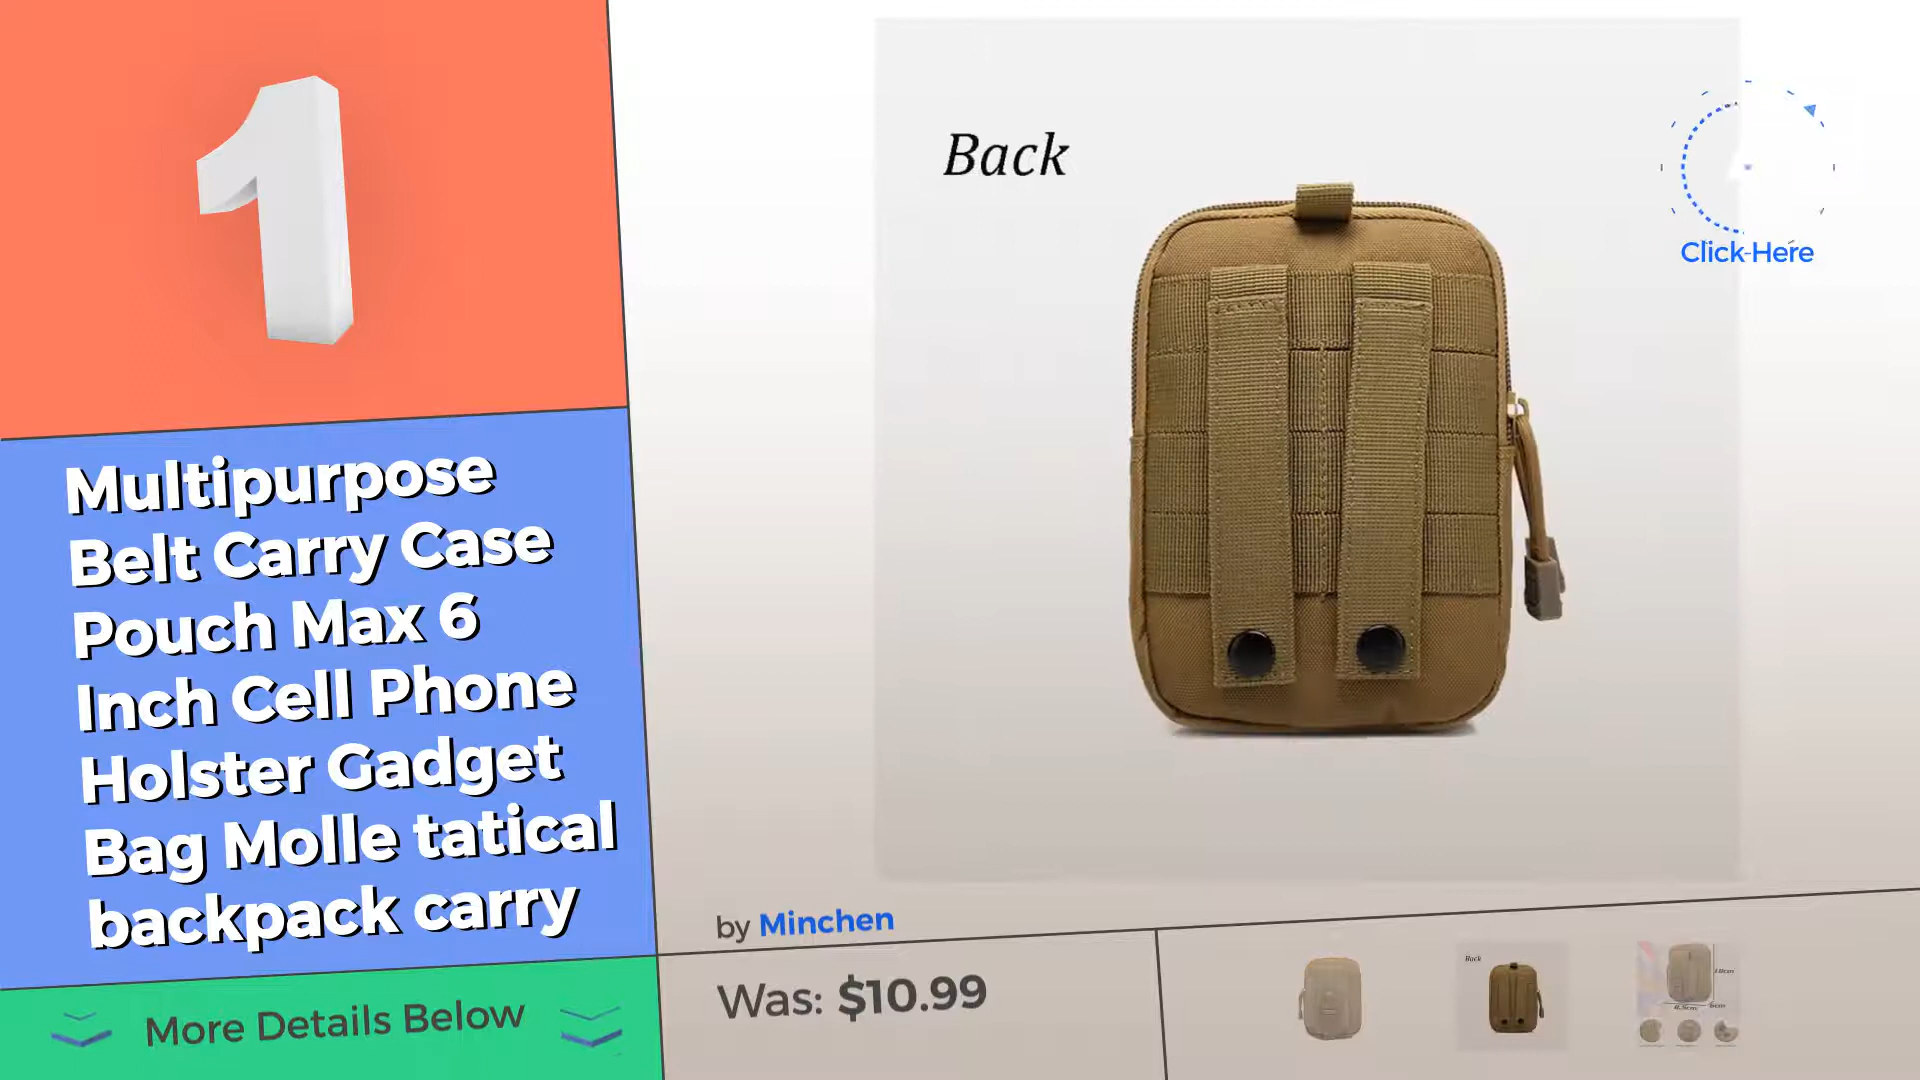 1
Multipurpose
Belt Carry Case
Pouch Max 6
Inch Cell Phone
Holster Gadget
Bag Molle tatical
backpack carry
More Details Below
Back
Click Here
by Minchen
Was: $10.99
Back